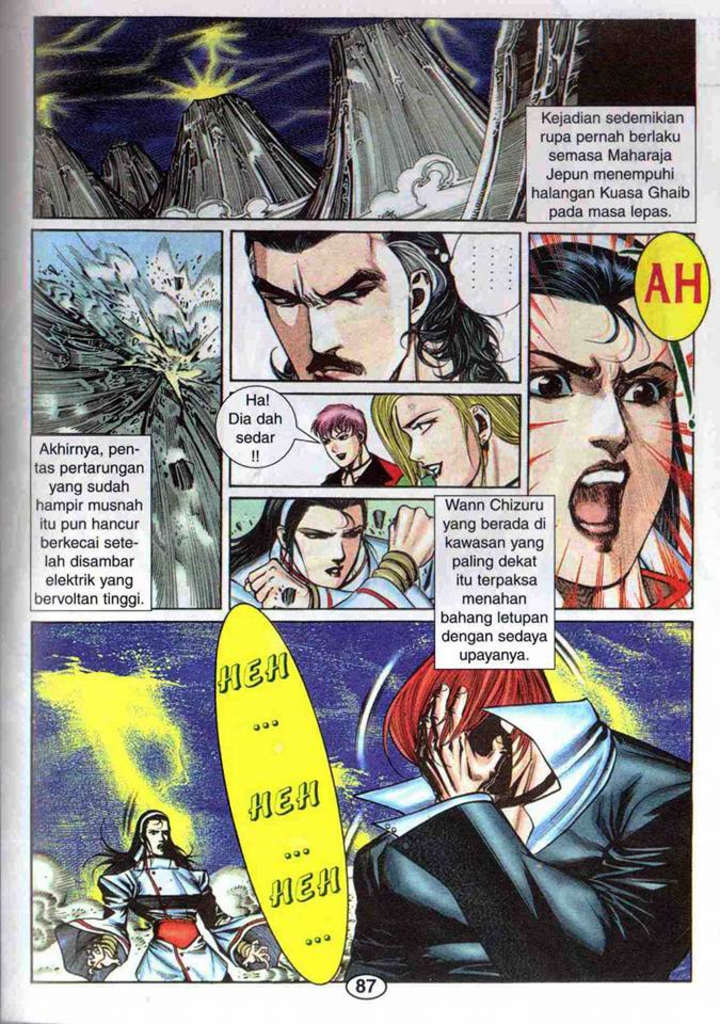 Kejadian sedemikian
rupa pernah berlaku
semasa Maharaja
Jepun menempuhi
halangan Kuasa Ghaib
pada masa lepas.
Akhirnya, pen-
tas pertarungan
yang sudah
hampir musnah
itu pun hancur
berkecai sete-
lah disambar
elektrik yang
bervoltan tinggi.
.......
.......
AH
Ha!
Dia dah
sedar
!!
Wann Chizuru
yang berada di
kawasan yang
paling dekat
itu terpaksa
menahan
bahang letupan
dengan sedaya
upayanya.
HEH
...
HEH
...
HEH
...
87